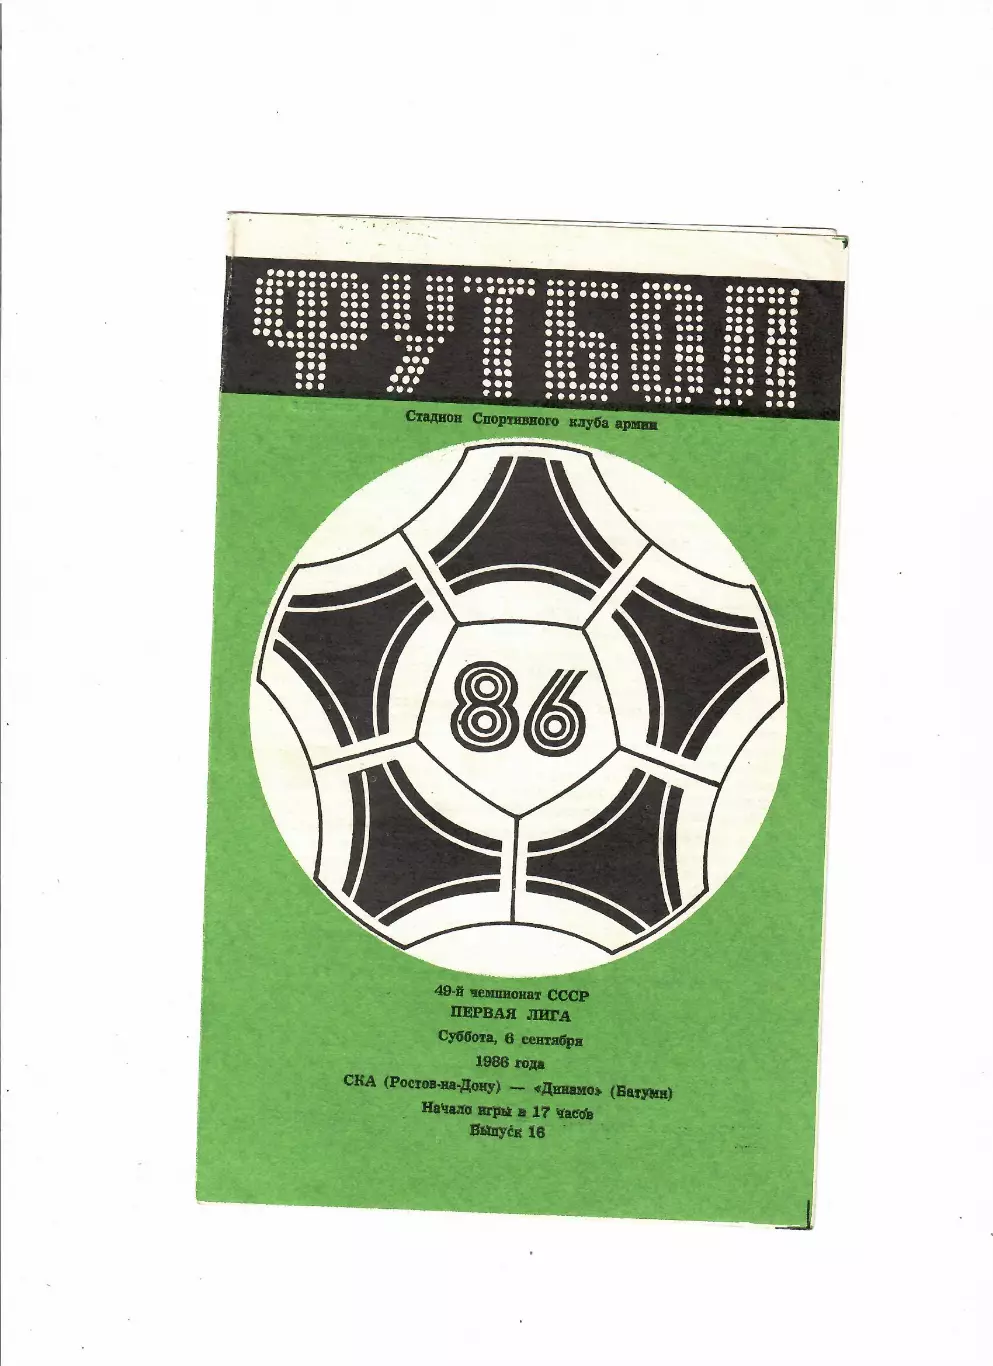 ФУТБОЛ
Стадион Спортивного клуба армии
86
49-й чемпионат СССР
ПЕРВАЯ ЛИГА
Суббота, 6 сентября
1986 года
СКА (Ростов-на-Дону) — «Динамо» (Батуми)
Начало игры в 17 часов
Выпуск 16